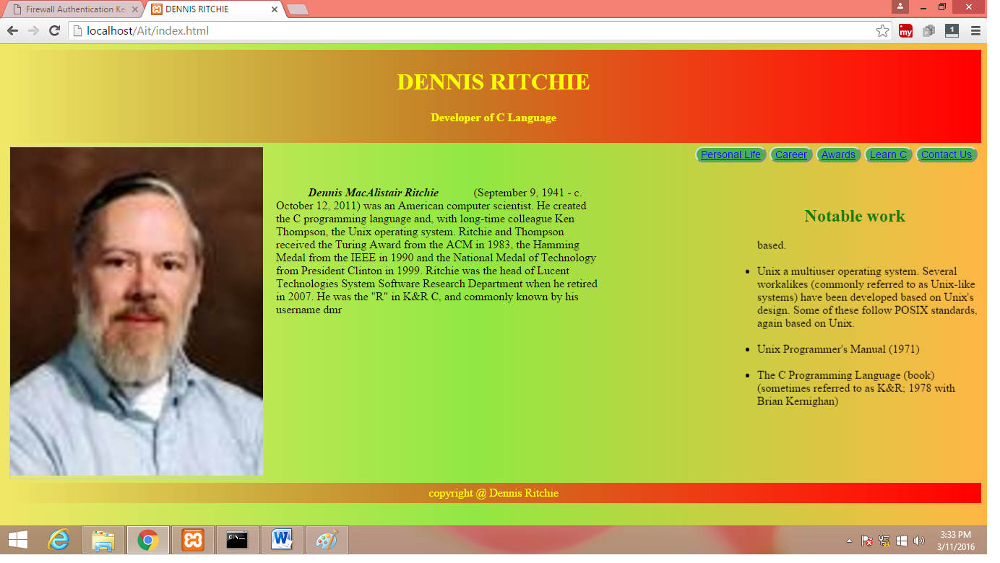 Firewall Authentication Ke
DENNIS RITCHIE
localhost/Ait/index.html
my
1
DENNIS RITCHIE
Developer of C Language
Personal Life Career Awards Learn C Contact Us
Dennis MacAlistair Ritchie (September 9, 1941 - c.
October 12, 2011) was an American computer scientist. He created
the C programming language and, with long-time colleague Ken
Thompson, the Unix operating system. Ritchie and Thompson
received the Turing Award from the ACM in 1983, the Hamming
Medal from the IEEE in 1990 and the National Medal of Technology
from President Clinton in 1999. Ritchie was the head of Lucent
Technologies System Software Research Department when he retired
in 2007. He was the "R" in K&R C, and commonly known by his
username dmr
Notable work
based.
• Unix a multiuser operating system. Several
workalikes (commonly referred to as Unix-like
systems) have been developed based on Unix's
design. Some of these follow POSIX standards,
again based on Unix.
• Unix Programmer's Manual (1971)
• The C Programming Language (book)
(sometimes referred to as K&R; 1978 with
Brian Kernighan)
copyright @ Dennis Ritchie
3:33 PM
3/11/2016